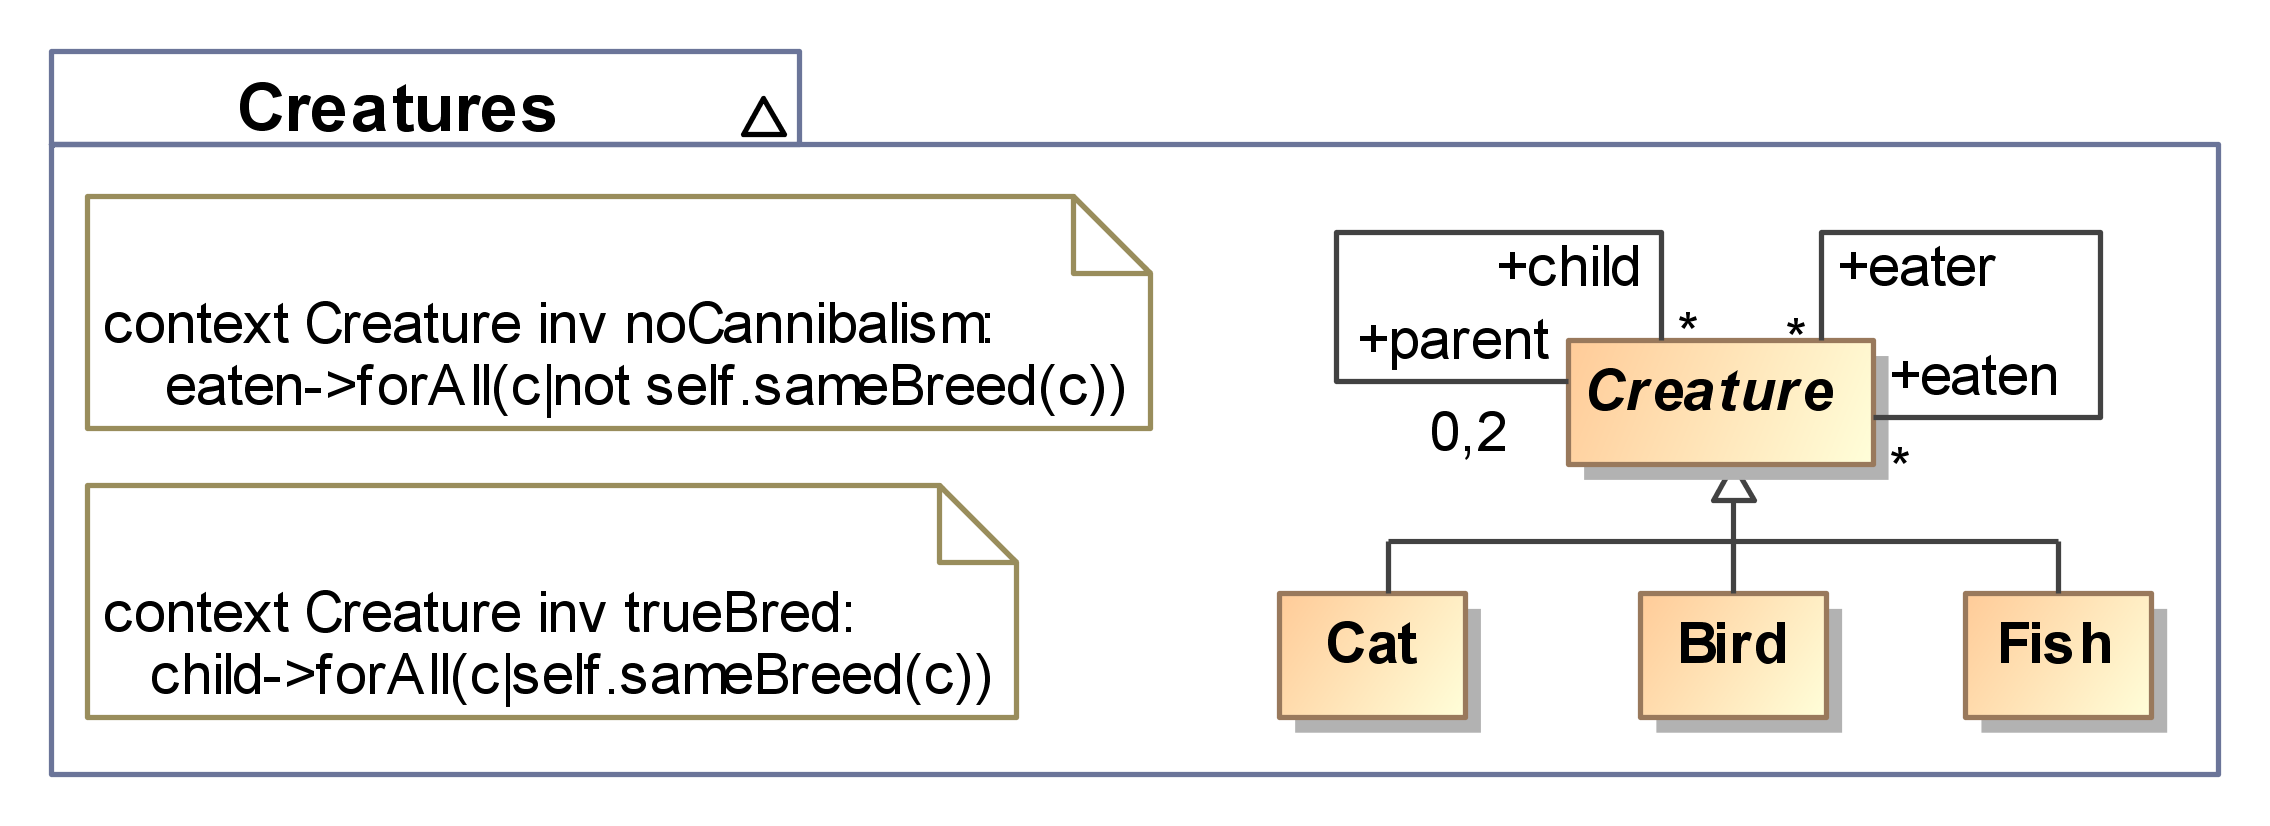 Creatures
context Creature inv noCannibalism:
eaten->forAll(c|not self.sameBreed(c))
context Creature inv trueBred:
child->forAll(c|self.sameBreed(c))
+child
+eater
*
*
+parent
Creature
+eaten
0,2
*
Cat
Bird
Fish